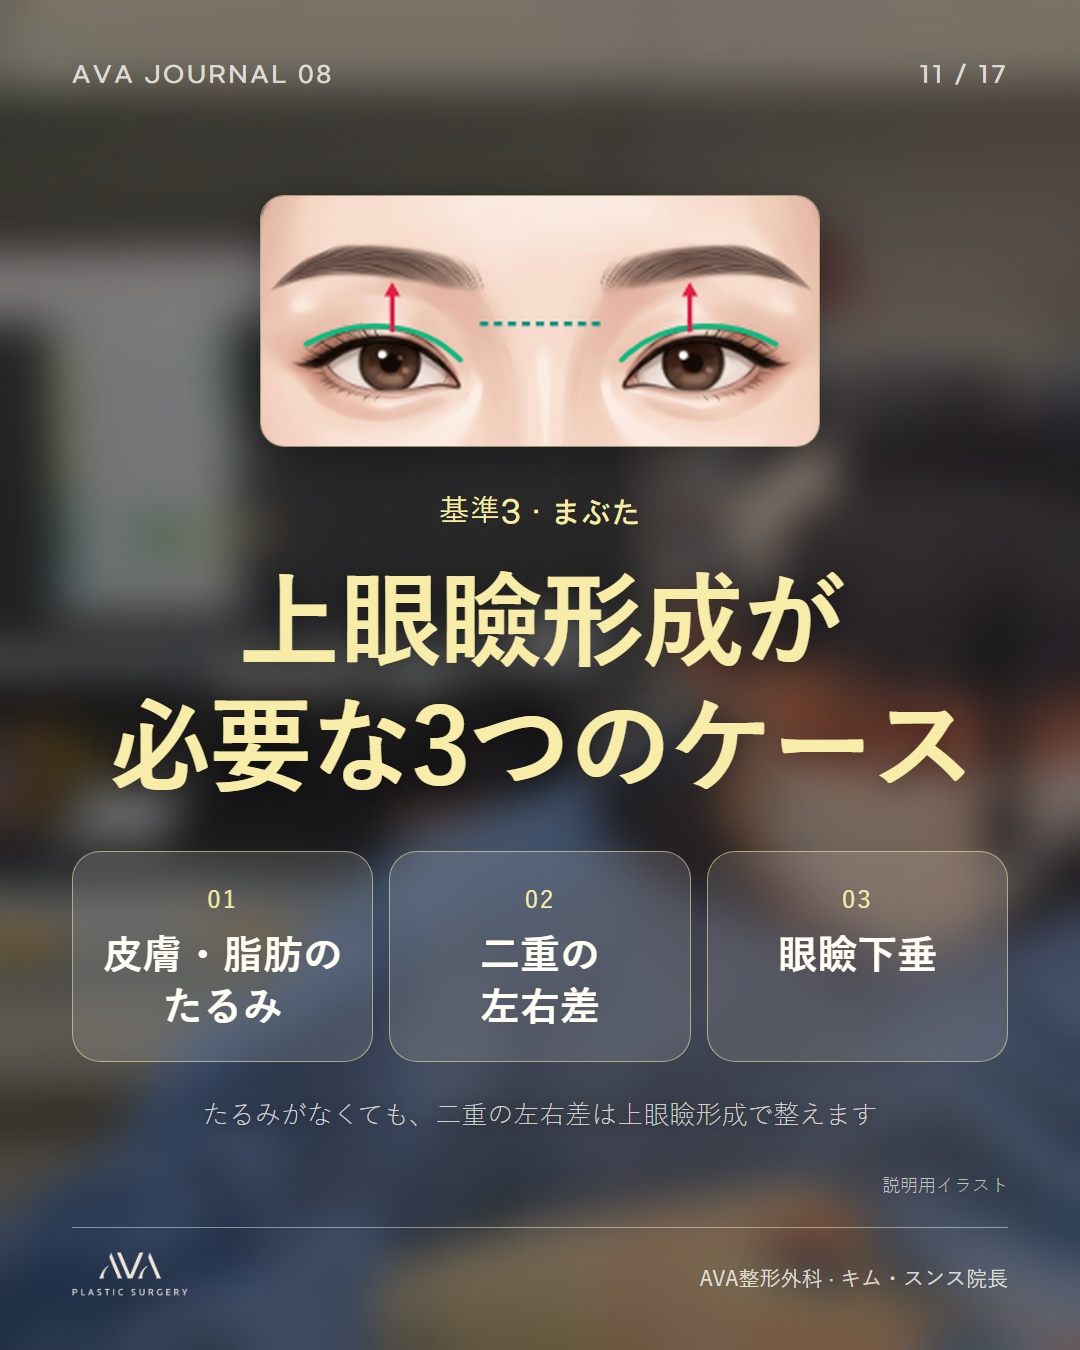 AVA JOURNAL 08
11 / 17
基準3 · まぶた
上眼瞼形成が
必要な3つのケース
01
皮膚・脂肪の
たるみ
02
二重の
左右差
03
眼瞼下垂
たるみがなくても、二重の左右差は上眼瞼形成で整えます
説明用イラスト
AVA
PLASTIC SURGERY
AVA整形外科 · キム・スンス院長